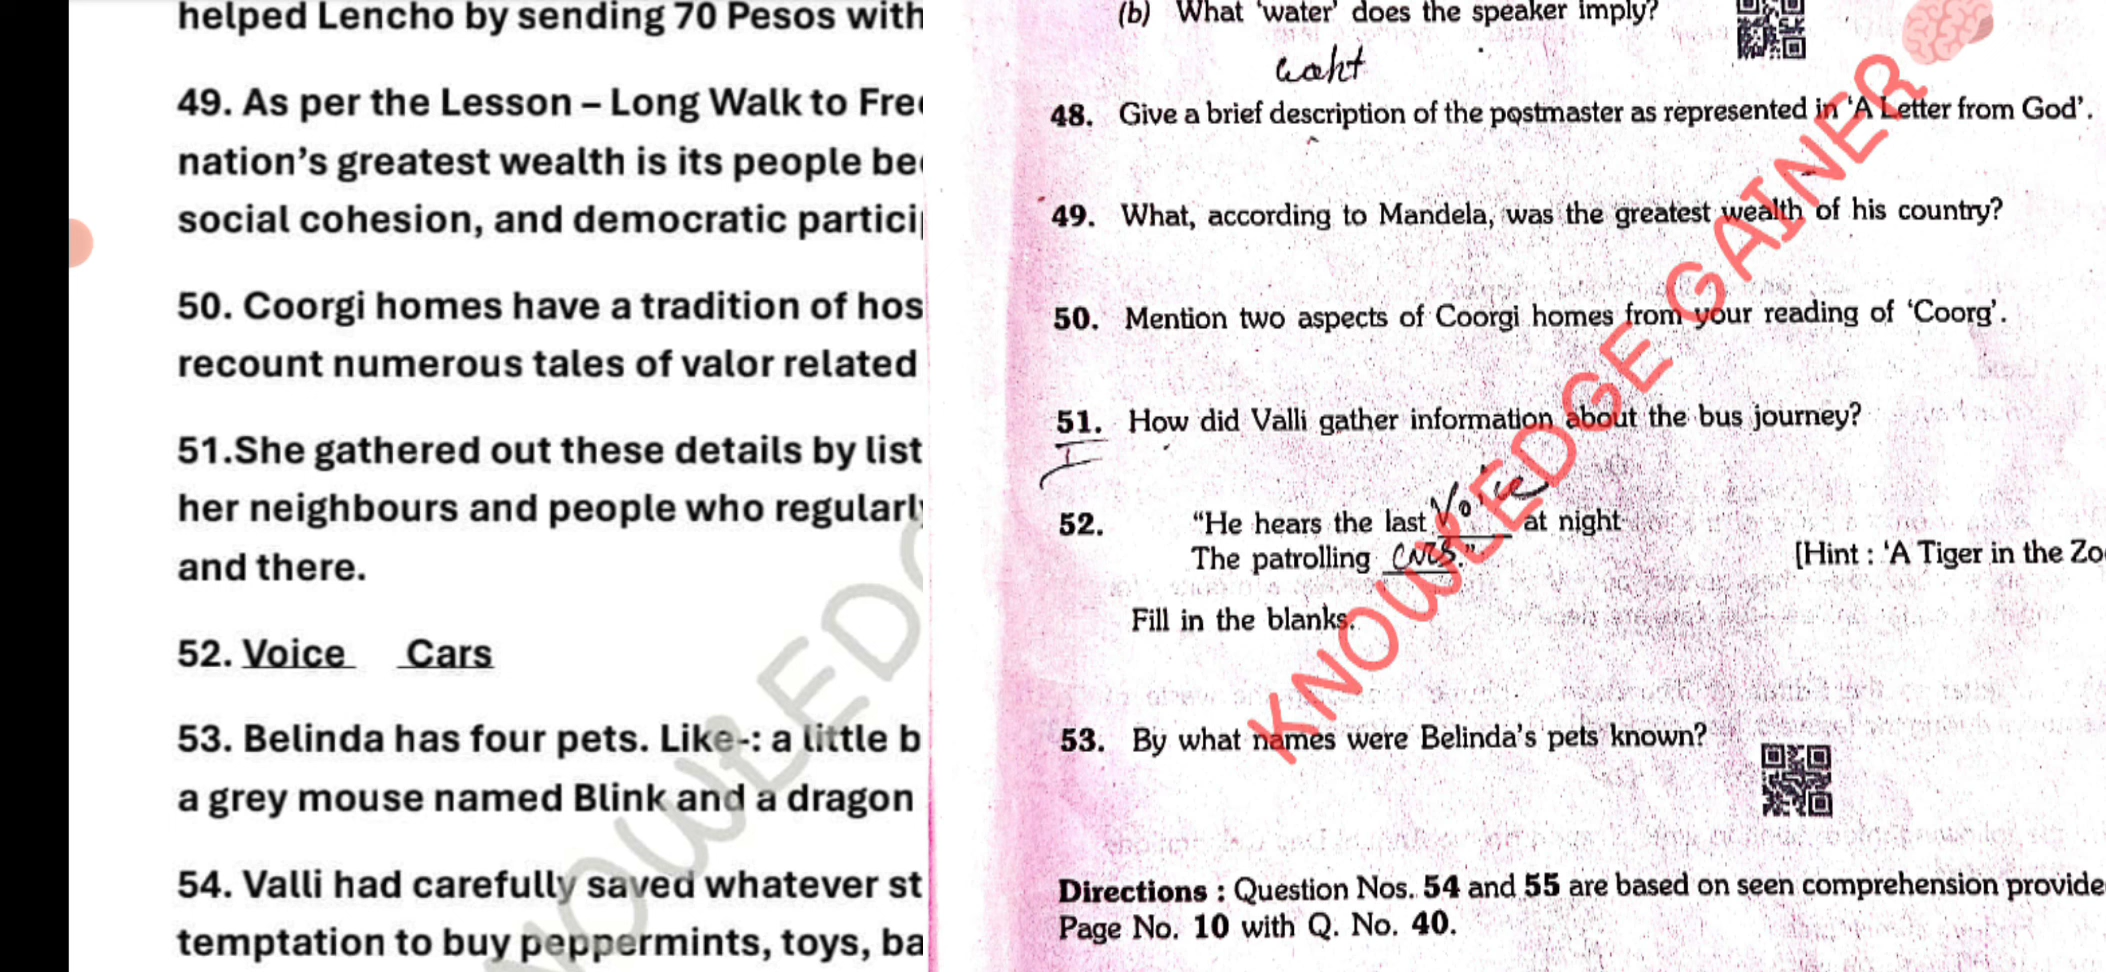 helped Lencho by sending 70 Pesos with
49. As per the Lesson – Long Walk to Free
nation’s greatest wealth is its people be
social cohesion, and democratic partici
50. Coorgi homes have a tradition of hos
recount numerous tales of valor related
51.She gathered out these details by list
her neighbours and people who regularl
and there.
52. Voice Cars
53. Belinda has four pets. Like-: a little b
a grey mouse named Blink and a dragon
54. Valli had carefully saved whatever st
temptation to buy peppermints, toys, ba
(b) What ‘water’ does the speaker imply?
48. Give a brief description of the postmaster as represented in ‘A Letter from God’.
49. What, according to Mandela, was the greatest wealth of his country?
50. Mention two aspects of Coorgi homes from your reading of ‘Coorg’.
51. How did Valli gather information about the bus journey?
52. “He hears the last Voice at night
The patrolling cars.”
[Hint : ‘A Tiger in the Zo
Fill in the blanks.
53. By what names were Belinda’s pets known?
Directions : Question Nos. 54 and 55 are based on seen comprehension provide
Page No. 10 with Q. No. 40.
KNOWLEDGE GAINER